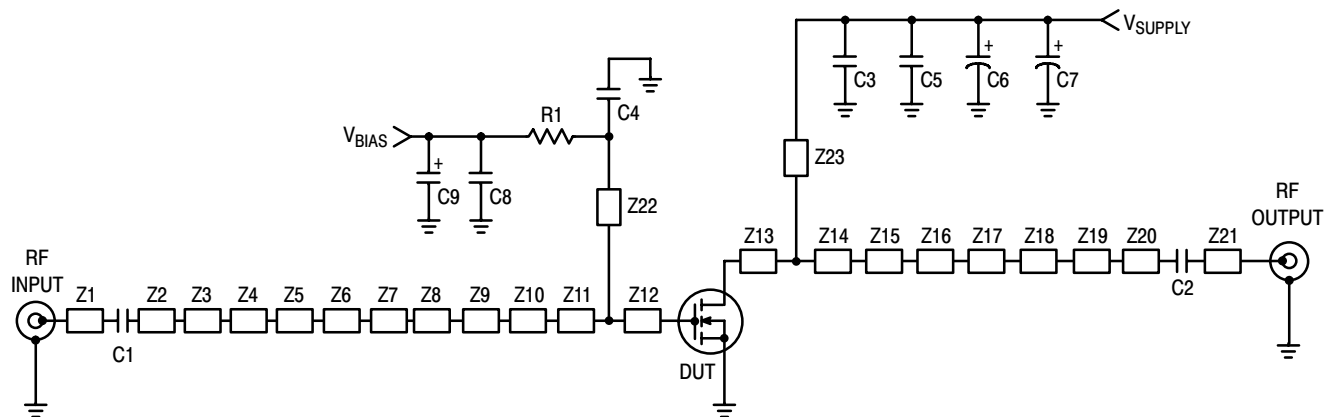 VSUPPLY
C3
C5
+
C6
+
C7
C4
R1
VBIAS
+
C9
C8
Z22
Z23
RF
INPUT
Z1
C1
Z2
Z3
Z4
Z5
Z6
Z7
Z8
Z9
Z10
Z11
Z12
DUT
Z13
Z14
Z15
Z16
Z17
Z18
Z19
Z20
C2
Z21
RF
OUTPUT